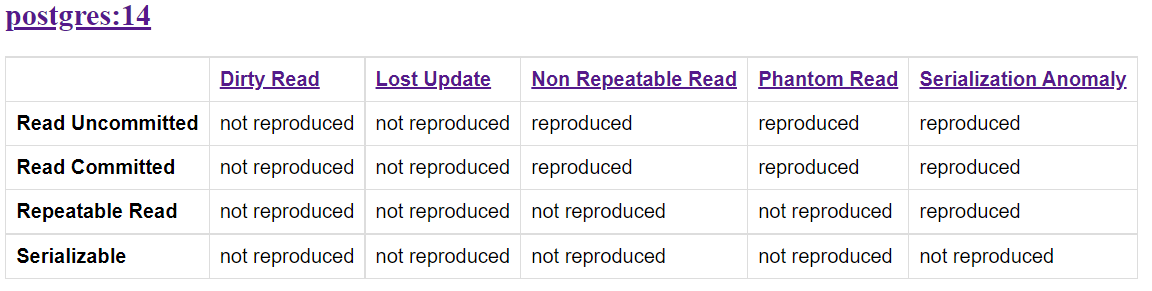 postgres:14
Dirty Read Lost Update Non Repeatable Read Phantom Read Serialization Anomaly
Read Uncommitted not reproduced not reproduced reproduced reproduced reproduced
Read Committed not reproduced not reproduced reproduced reproduced reproduced
Repeatable Read not reproduced not reproduced not reproduced not reproduced reproduced
Serializable not reproduced not reproduced not reproduced not reproduced not reproduced